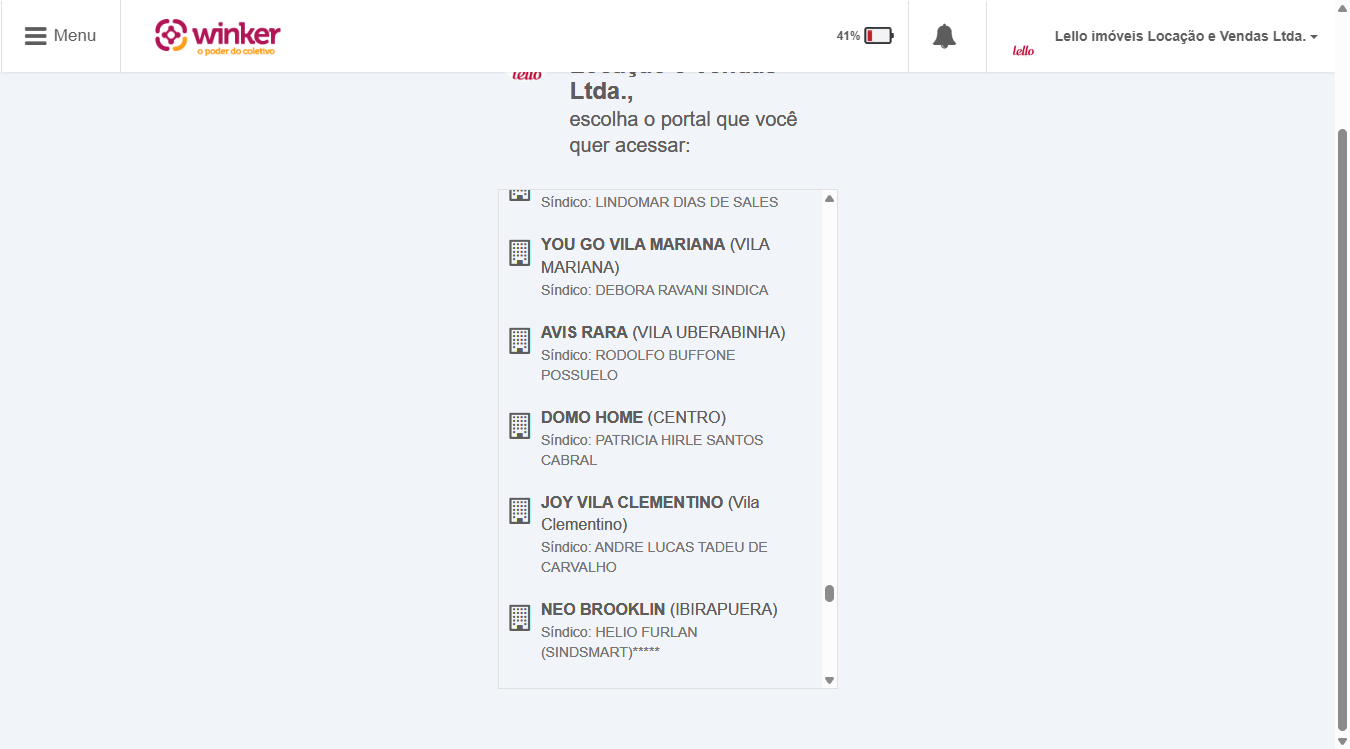 Menu
winker
o poder do coletivo
41%
lello
Lello imóveis Locação e Vendas Ltda.
lello
Locação e Vendas
Ltda.,
escolha o portal que você
quer acessar:
Síndico: LINDOMAR DIAS DE SALES
YOU GO VILA MARIANA (VILA
MARIANA)
Síndico: DEBORA RAVANI SINDICA
AVIS RARA (VILA UBERABINHA)
Síndico: RODOLFO BUFFONE
POSSUELO
DOMO HOME (CENTRO)
Síndico: PATRICIA HIRLE SANTOS
CABRAL
JOY VILA CLEMENTINO (Vila
Clementino)
Síndico: ANDRE LUCAS TADEU DE
CARVALHO
NEO BROOKLIN (IBIRAPUERA)
Síndico: HELIO FURLAN
(SINDSMART)*****